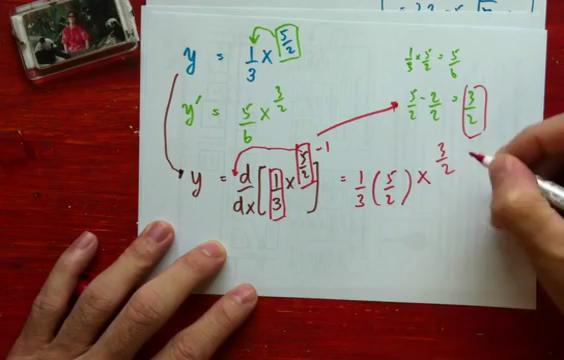 y = 1/3 x^(5/2)
1/3 × 5/2 = 5/6
y' = 5/6 x^(3/2)
5/2 - 2/2 = 3/2
y = d/dx [1/3 x^(5/2)] -1 = 1/3 (5/2) x^(3/2)